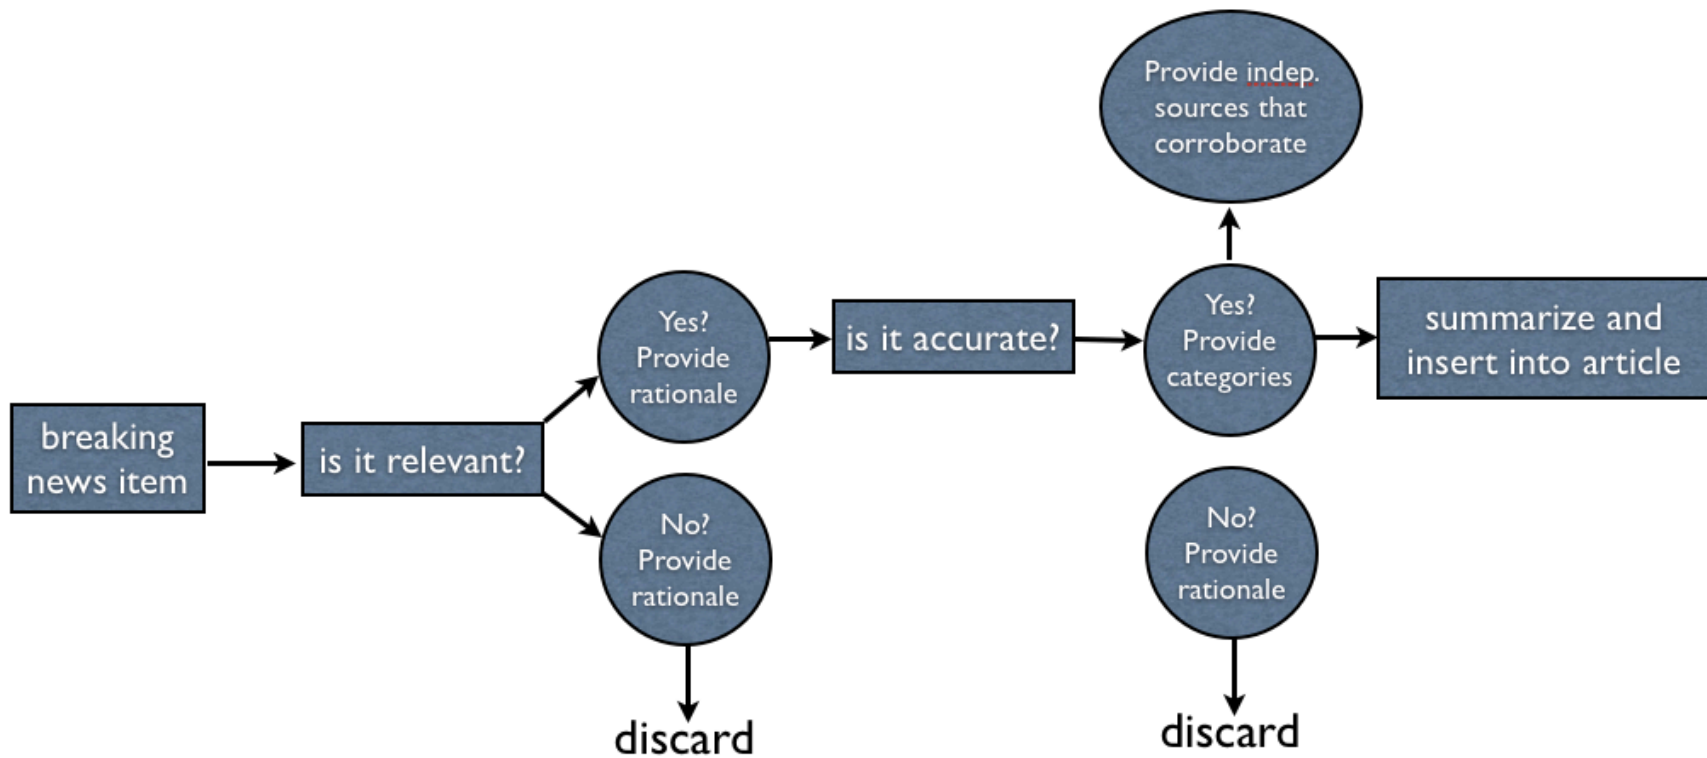 breaking
news item
is it relevant?
Yes?
Provide
rationale
No?
Provide
rationale
discard
is it accurate?
Yes?
Provide
categories
Provide indep.
sources that
corroborate
summarize and
insert into article
No?
Provide
rationale
discard